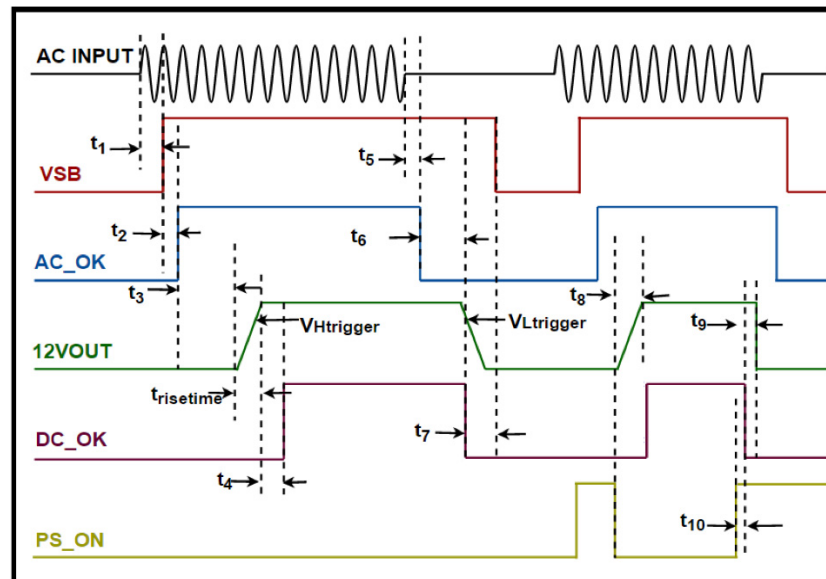 AC INPUT
t1
VSB
t5
t2
AC_OK
t6
t3
t8
VHtrigger
VLtrigger
t9
12VOUT
trisetime
DC_OK
t7
t4
t10
PS_ON